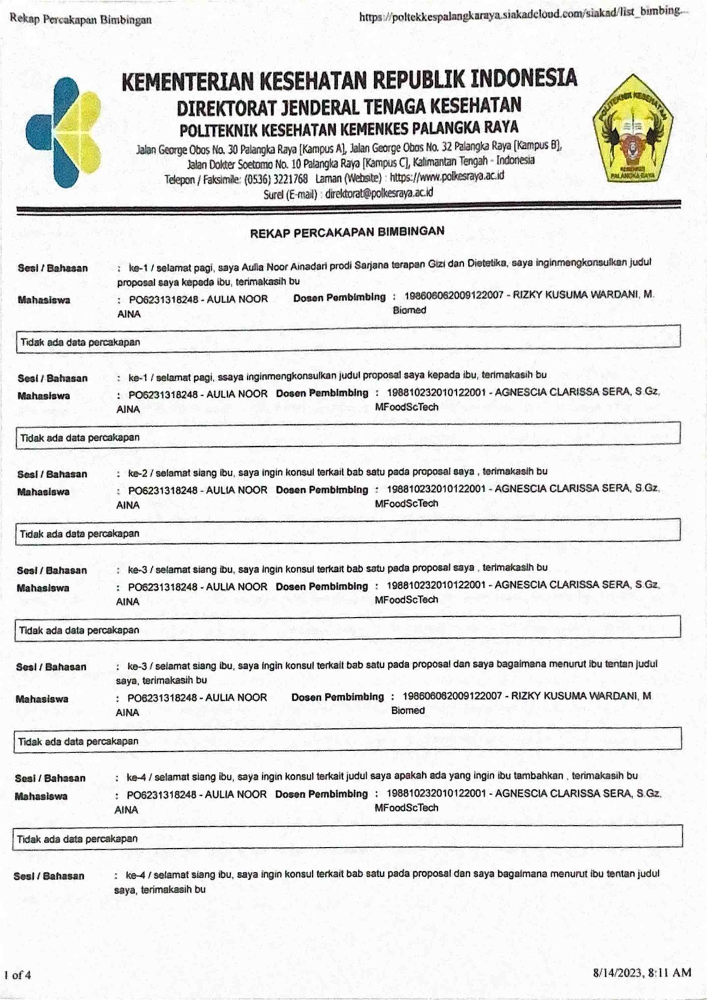 Rekap Percakapan Bimbingan
https://poltekkespalangkaraya.siakadcloud.com/siakad/list_bimbing...
KEMENTERIAN KESEHATAN REPUBLIK INDONESIA
DIREKTORAT JENDERAL TENAGA KESEHATAN
POLITEKNIK KESEHATAN KEMENKES PALANGKA RAYA
Jalan George Obos No. 30 Palangka Raya [Kampus A], Jalan George Obos No. 32 Palangka Raya [Kampus B],
Jalan Dokter Soetomo No. 10 Palangka Raya [Kampus C], Kalimantan Tengah - Indonesia
Telepon / Faksimile: (0536) 3221768 Laman (Website) : https://www.polkesraya.ac.id
Surel (E-mail) : direktorat@polkesraya.ac.id
POLITEKNIK KESEHATAN
KEMENKES
PALANGKA RAYA
REKAP PERCAKAPAN BIMBINGAN
Sesi / Bahasan : ke-1 / selamat pagi, saya Aulia Noor Ainadari prodi Sarjana terapan Gizi dan Dietetika, saya inginmengkonsulkan judul
proposal saya kepada ibu, terimakasih bu
Mahasiswa : PO6231318248 - AULIA NOOR Dosen Pembimbing : 198606062009122007 - RIZKY KUSUMA WARDANI, M.
AINA Biomed
Tidak ada data percakapan
Sesi / Bahasan : ke-1 / selamat pagi, ssaya inginmengkonsulkan judul proposal saya kepada ibu, terimakasih bu
Mahasiswa : PO6231318248 - AULIA NOOR Dosen Pembimbing : 198810232010122001 - AGNESCIA CLARISSA SERA, S.Gz,
AINA MFoodScTech
Tidak ada data percakapan
Sesi / Bahasan : ke-2 / selamat siang ibu, saya ingin konsul terkait bab satu pada proposal saya , terimakasih bu
Mahasiswa : PO6231318248 - AULIA NOOR Dosen Pembimbing : 198810232010122001 - AGNESCIA CLARISSA SERA, S.Gz,
AINA MFoodScTech
Tidak ada data percakapan
Sesi / Bahasan : ke-3 / selamat siang ibu, saya ingin konsul terkait bab satu pada proposal saya , terimakasih bu
Mahasiswa : PO6231318248 - AULIA NOOR Dosen Pembimbing : 198810232010122001 - AGNESCIA CLARISSA SERA, S.Gz,
AINA MFoodScTech
Tidak ada data percakapan
Sesi / Bahasan : ke-3 / selamat siang ibu, saya ingin konsul terkait bab satu pada proposal dan saya bagaimana menurut ibu tentan judul
saya, terimakasih bu
Mahasiswa : PO6231318248 - AULIA NOOR Dosen Pembimbing : 198606062009122007 - RIZKY KUSUMA WARDANI, M
AINA Biomed
Tidak ada data percakapan
Sesi / Bahasan : ke-4 / selamat siang ibu, saya ingin konsul terkait judul saya apakah ada yang ingin ibu tambahkan , terimakasih bu
Mahasiswa : PO6231318248 - AULIA NOOR Dosen Pembimbing : 198810232010122001 - AGNESCIA CLARISSA SERA, S.Gz,
AINA MFoodScTech
Tidak ada data percakapan
Sesi / Bahasan : ke-4 / selamat siang ibu, saya ingin konsul terkait bab satu pada proposal dan saya bagaimana menurut ibu tentan judul
saya, terimakasih bu
1 of 4
8/14/2023, 8:11 AM